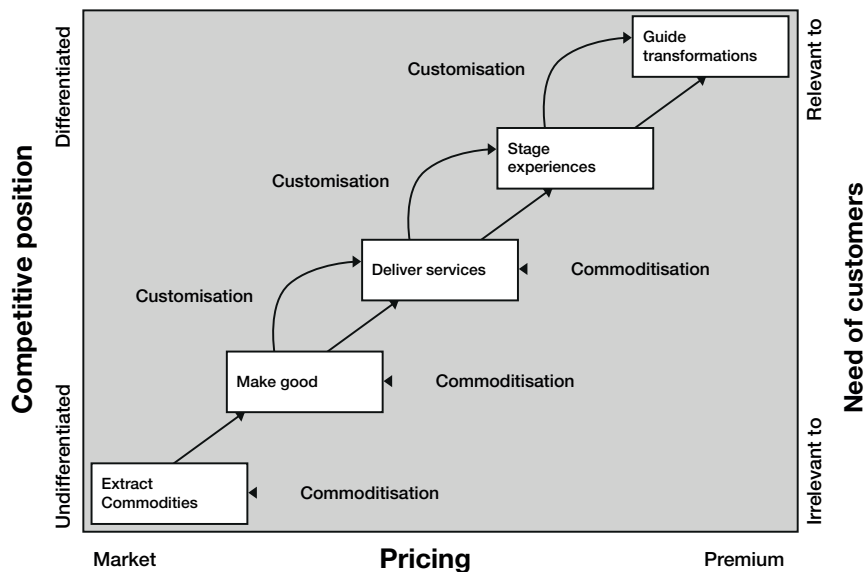 Guide
transformations
Customisation
Stage
experiences
Customisation
Deliver services
Commoditisation
Customisation
Make good
Commoditisation
Extract
Commodities
Commoditisation
Differentiated
Competitive position
Undifferentiated
Relevant to
Need of customers
Irrelevant to
Market
Pricing
Premium